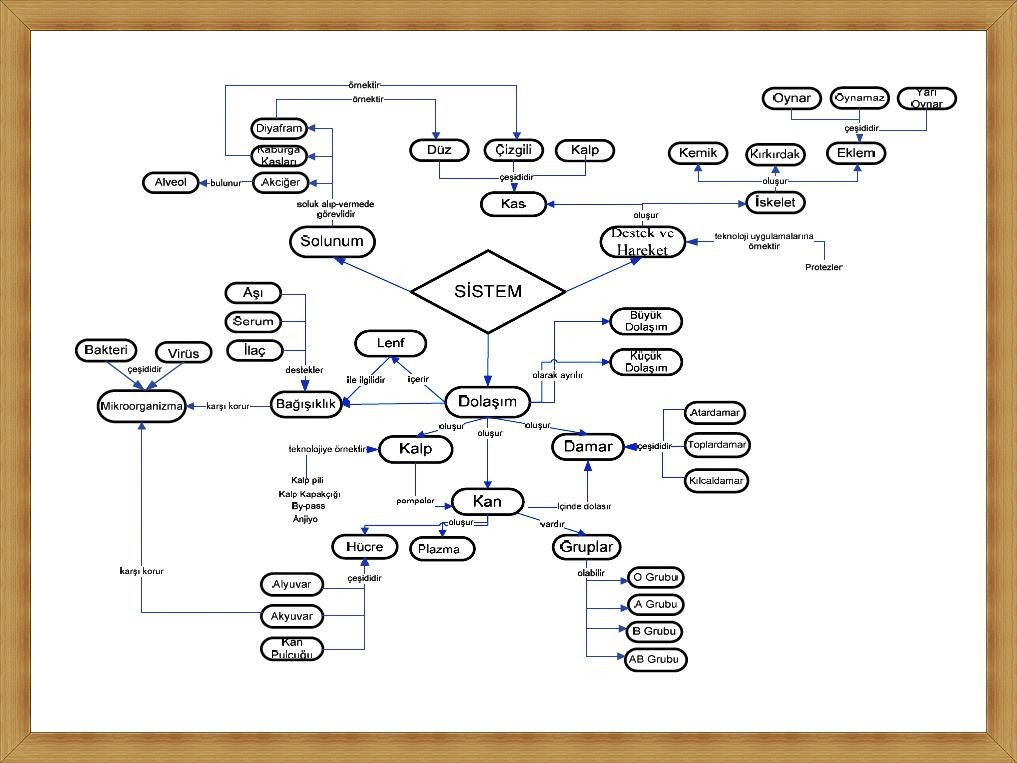 örnektir
örnektir
Oynar
Oynamaz
Yarı
Oynar
Diyafram
çeşididir
Kaburga
Kasları
Düz
Çizgili
Kalp
Kemik
Kırkırdak
Eklem
Alveol
bulunur
Akciğer
çeşididir
oluşur
soluk alıp-vermede
görevlidir
Kas
İskelet
oluşur
Solunum
Destek ve
Hareket
teknoloji uygulamalarına
örnektir
Protezler
SİSTEM
Aşı
Serum
İlaç
Lenf
Büyük
Dolaşım
Küçük
Dolaşım
Bakteri
Virüs
çeşididir
destekler
ile ilgilidir
içerir
olarak ayrılır
Mikroorganizma
karşı korur
Bağışıklık
Dolaşım
Atardamar
oluşur
oluşur
oluşur
teknolojiye örnektir
Kalp
Damar
çeşididir
Toplardamar
Kılcaldamar
Kalp pili
Kalp Kapakçığı
By-pass
Anjiyo
pompalar
Kan
İçinde dolaşır
oluşur
vardır
Hücre
Plazma
Gruplar
karşı korur
çeşididir
olabilir
Alyuvar
Akyuvar
Kan
Pulcuğu
O Grubu
A Grubu
B Grubu
AB Grubu